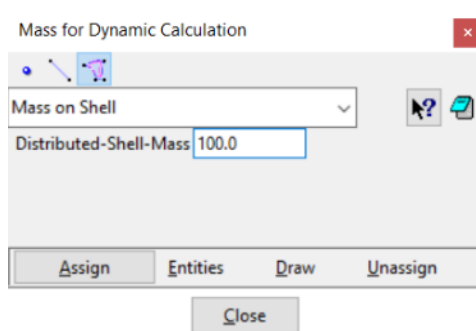 Mass for Dynamic Calculation
Mass on Shell
Distributed-Shell-Mass 100.0
Assign Entities Draw Unassign
Close